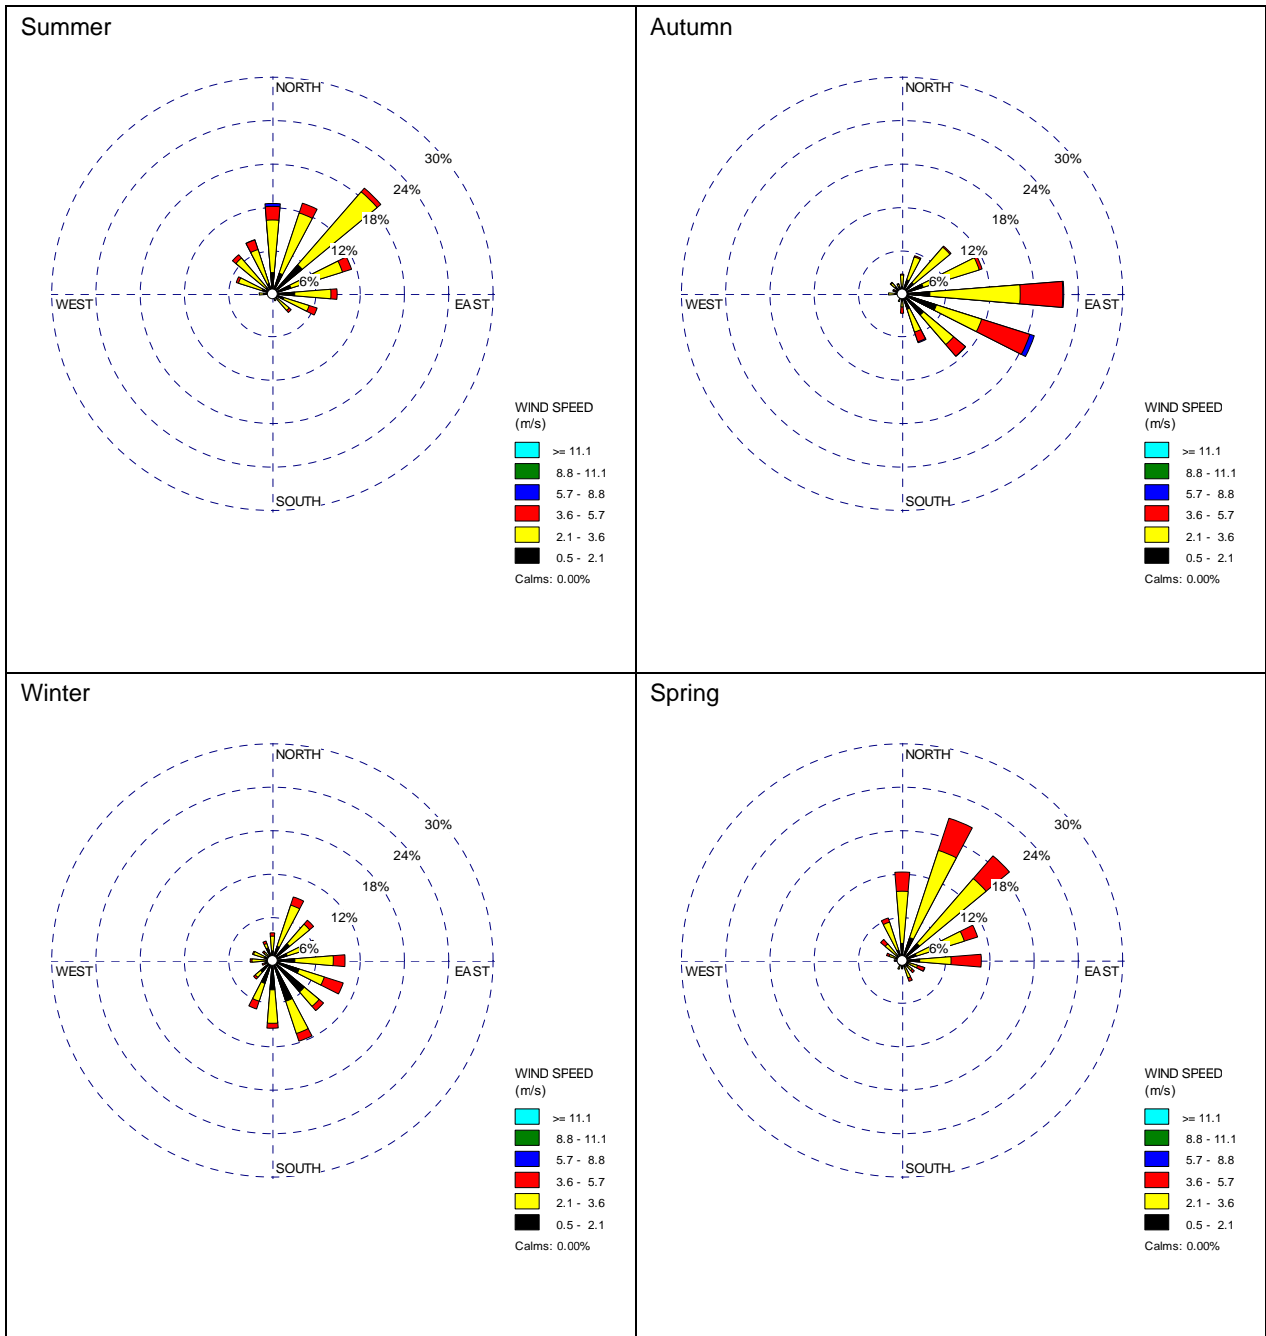 Summer
NORTH
30%
24%
18%
12%
6%
WEST
EAST
SOUTH
WIND SPEED
(m/s)
>= 11.1
8.8 - 11.1
5.7 - 8.8
3.6 - 5.7
2.1 - 3.6
0.5 - 2.1
Calms: 0.00%
Autumn
NORTH
30%
24%
18%
12%
6%
WEST
EAST
SOUTH
WIND SPEED
(m/s)
>= 11.1
8.8 - 11.1
5.7 - 8.8
3.6 - 5.7
2.1 - 3.6
0.5 - 2.1
Calms: 0.00%
Winter
NORTH
30%
24%
18%
12%
6%
WEST
EAST
SOUTH
WIND SPEED
(m/s)
>= 11.1
8.8 - 11.1
5.7 - 8.8
3.6 - 5.7
2.1 - 3.6
0.5 - 2.1
Calms: 0.00%
Spring
NORTH
30%
24%
18%
12%
6%
WEST
EAST
SOUTH
WIND SPEED
(m/s)
>= 11.1
8.8 - 11.1
5.7 - 8.8
3.6 - 5.7
2.1 - 3.6
0.5 - 2.1
Calms: 0.00%